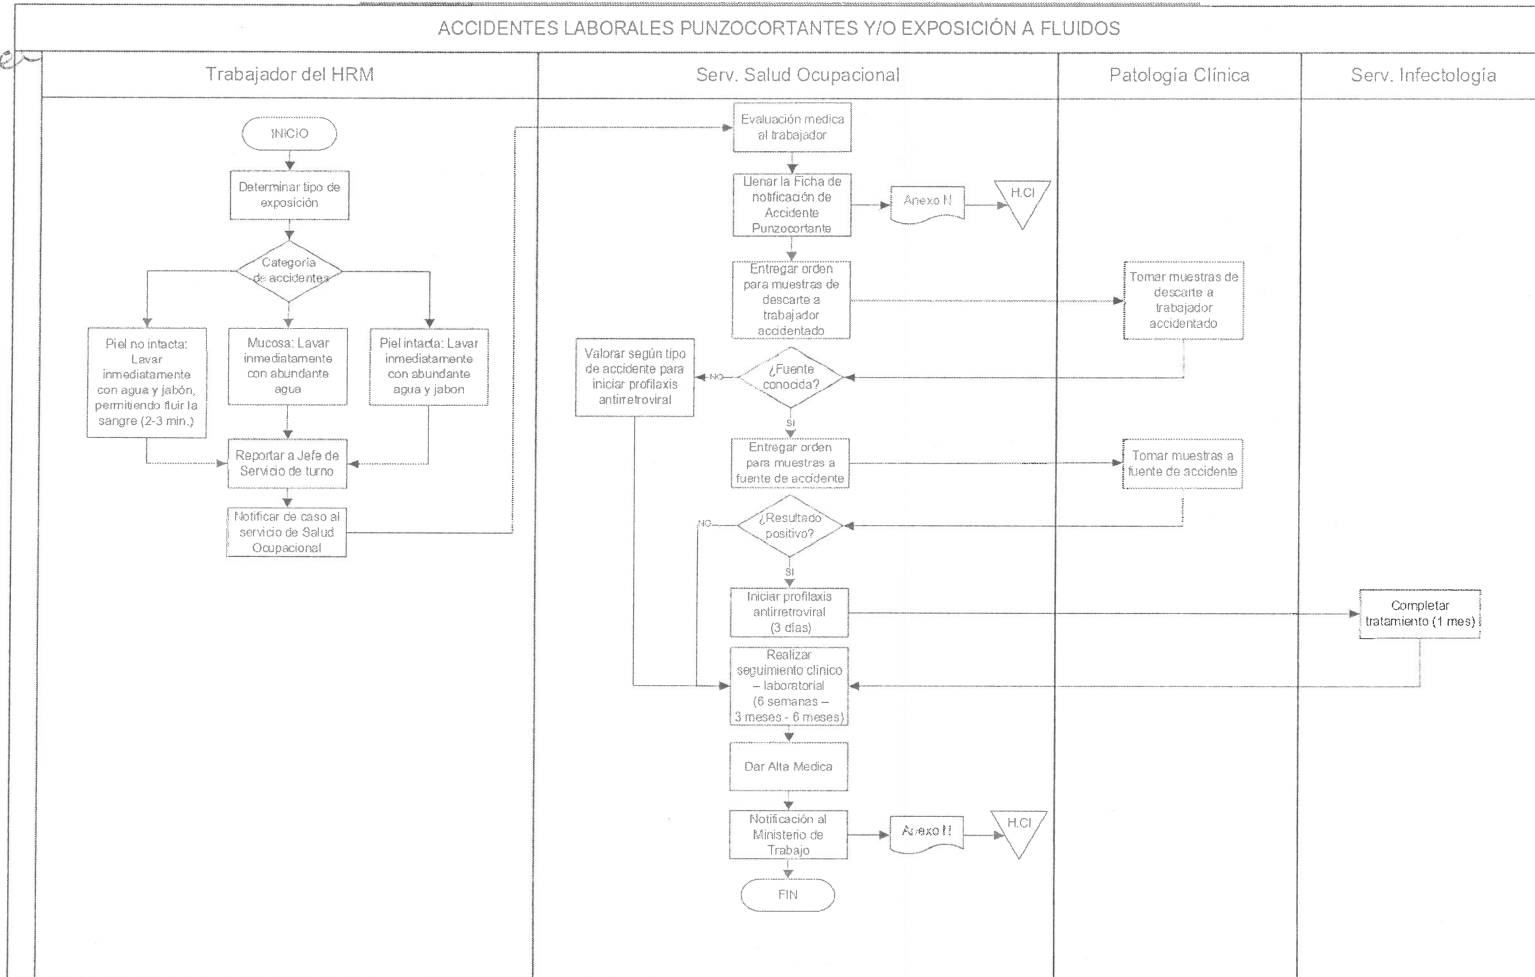 ACCIDENTES LABORALES PUNZOCORTANTES Y/O EXPOSICIÓN A FLUIDOS
Trabajador del HRM
Serv. Salud Ocupacional
Patología Clínica
Serv. Infectología
INICIO
Determinar tipo de
exposición
Categoría
de accidentes
Piel no intacta:
Lavar
inmediatamente
con agua y jabón,
permitiendo fluir la
sangre (2-3 min.)
Mucosa: Lavar
inmediatamente
con abundante
agua
Piel intacta: Lavar
inmediatamente
con abundante
agua y jabon
Reportar a Jefe de
Servicio de turno
Notificar de caso al
servicio de Salud
Ocupacional
Evaluación medica
al trabajador
Llenar la Ficha de
notificación de
Accidente
Punzocortante
Anexo N
H.Cl
Entregar orden
para muestras de
descarte a
trabajador
accidentado
Tomar muestras de
descarte a
trabajador
accidentado
¿Fuente
conocida?
NO
Valorar según tipo
de accidente para
iniciar profilaxis
antirretroviral
SI
Entregar orden
para muestras a
fuente de accidente
Tomar muestras a
fuente de accidente
¿Resultado
positivo?
NO
SI
Iniciar profilaxis
antirretroviral
(3 días)
Completar
tratamiento (1 mes)
Realizar
seguimiento clínico
– laboratorial
(6 semanas –
3 meses - 6 meses)
Dar Alta Medica
Notificación al
Ministerio de
Trabajo
Anexo N
H.Cl
FIN